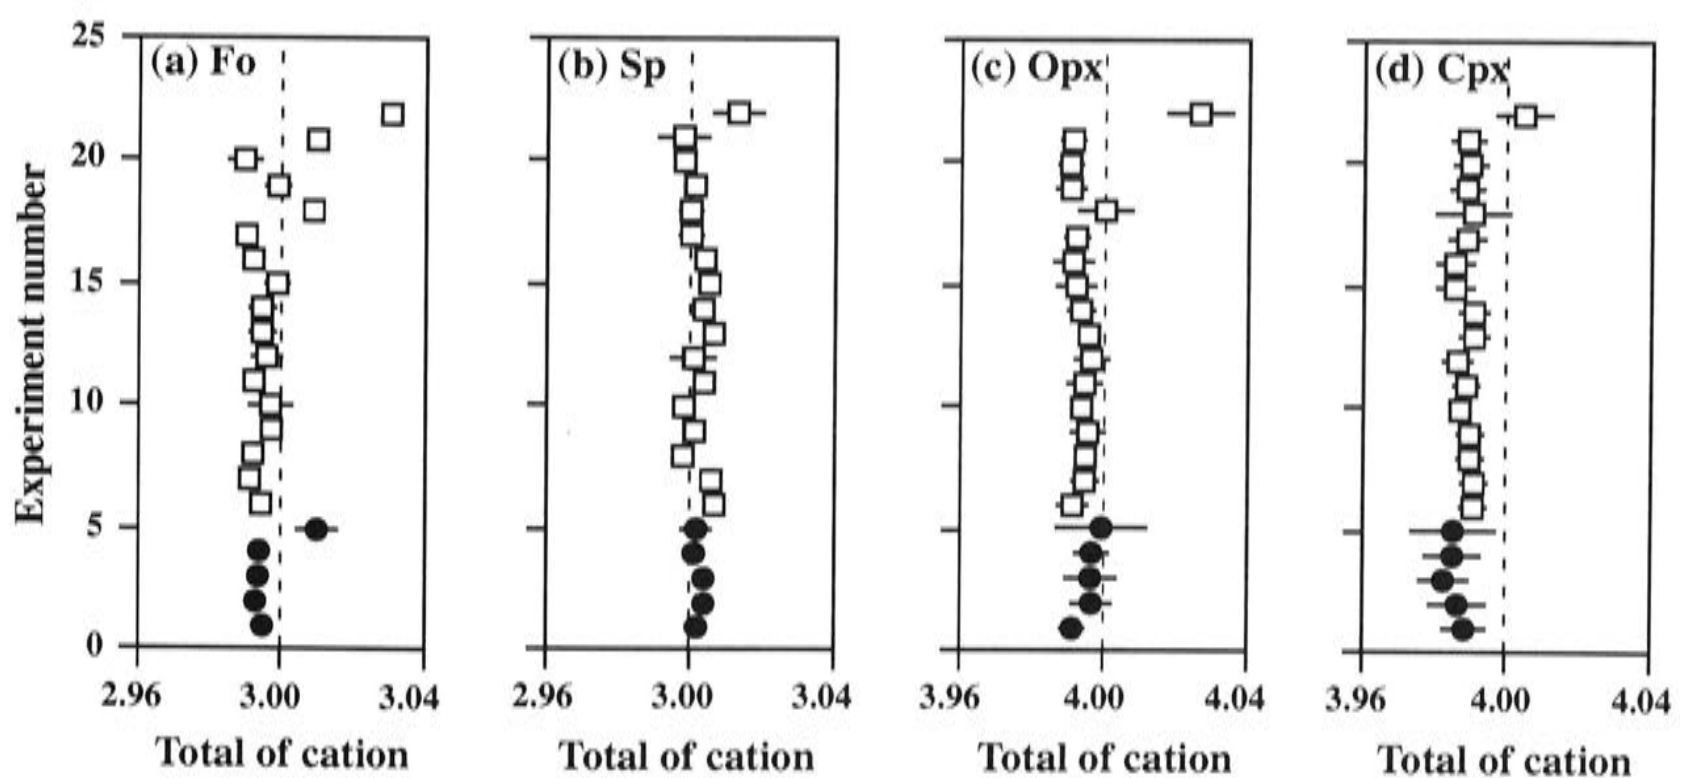 25
20
15
10
5
0
Experiment number
(a) Fo
(b) Sp
(c) Opx
(d) Cpx
2.96 3.00 3.04
2.96 3.00 3.04
3.96 4.00 4.04
3.96 4.00 4.04
Total of cation
Total of cation
Total of cation
Total of cation